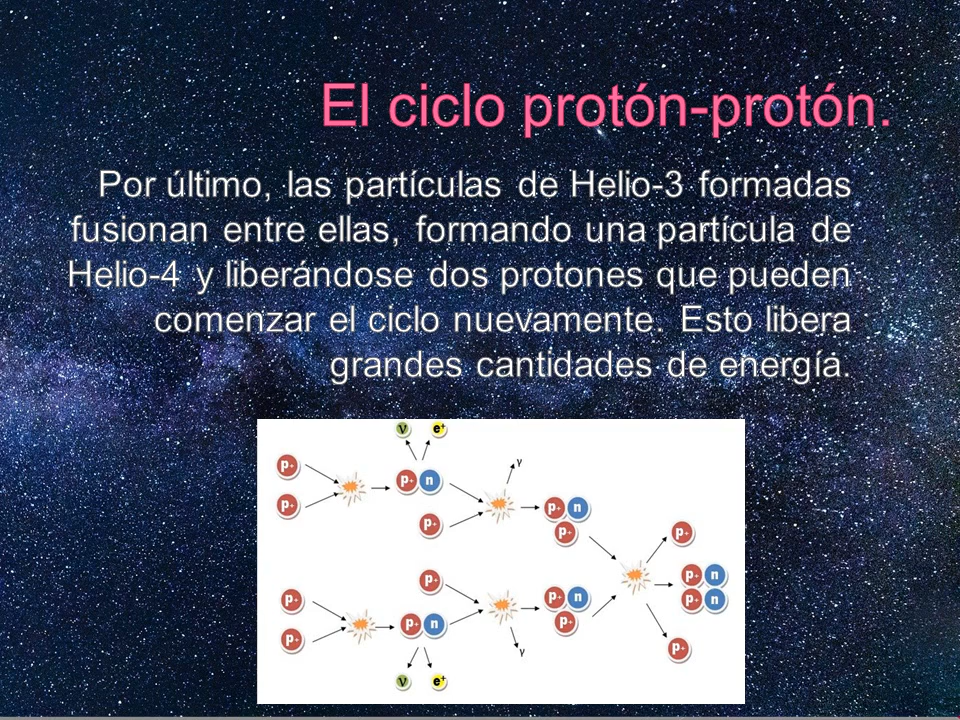 El ciclo protón-protón.
Por último, las partículas de Helio-3 formadas
fusionan entre ellas, formando una partícula de
Helio-4 y liberándose dos protones que pueden
comenzar el ciclo nuevamente. Esto libera
grandes cantidades de energía.
ν e+
p+ p+ n γ
p+ p+ p+ n
p+ p+
p+ n
p+ p+ n p+ n
p+ p+ n p+
p+ γ p+
ν e+